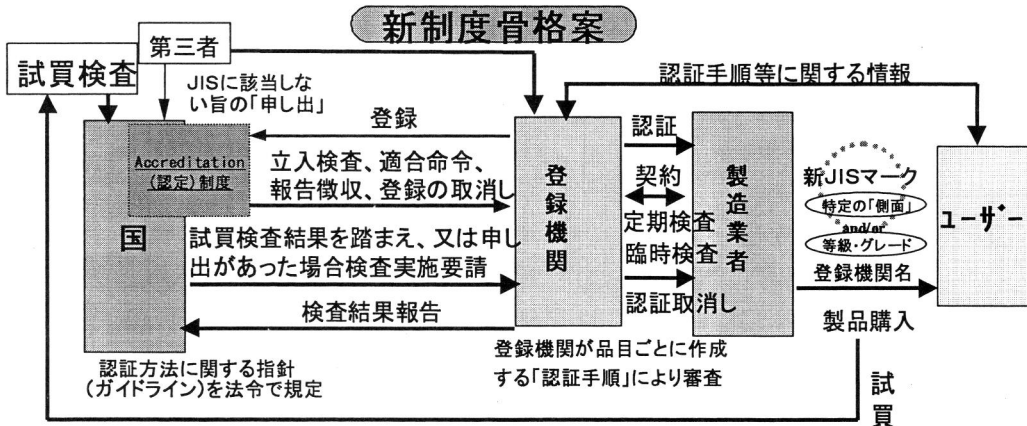 新制度骨格案
第三者
試買検査
JISに該当しな
い旨の「申し出」
認証手順等に関する情報
登録
Accreditation
(認定)制度
立入検査、適合命令、
報告徴収、登録の取消し
国
試買検査結果を踏まえ、又は申し
出があった場合検査実施要請
検査結果報告
認証方法に関する指針
(ガイドライン)を法令で規定
登録機関
認証
契約
定期検査
臨時検査
認証取消し
登録機関が品目ごとに作成
する「認証手順」により審査
製造業者
新JISマーク
特定の「側面」
and/or
等級・グレード
登録機関名
製品購入
ユーザー
試買